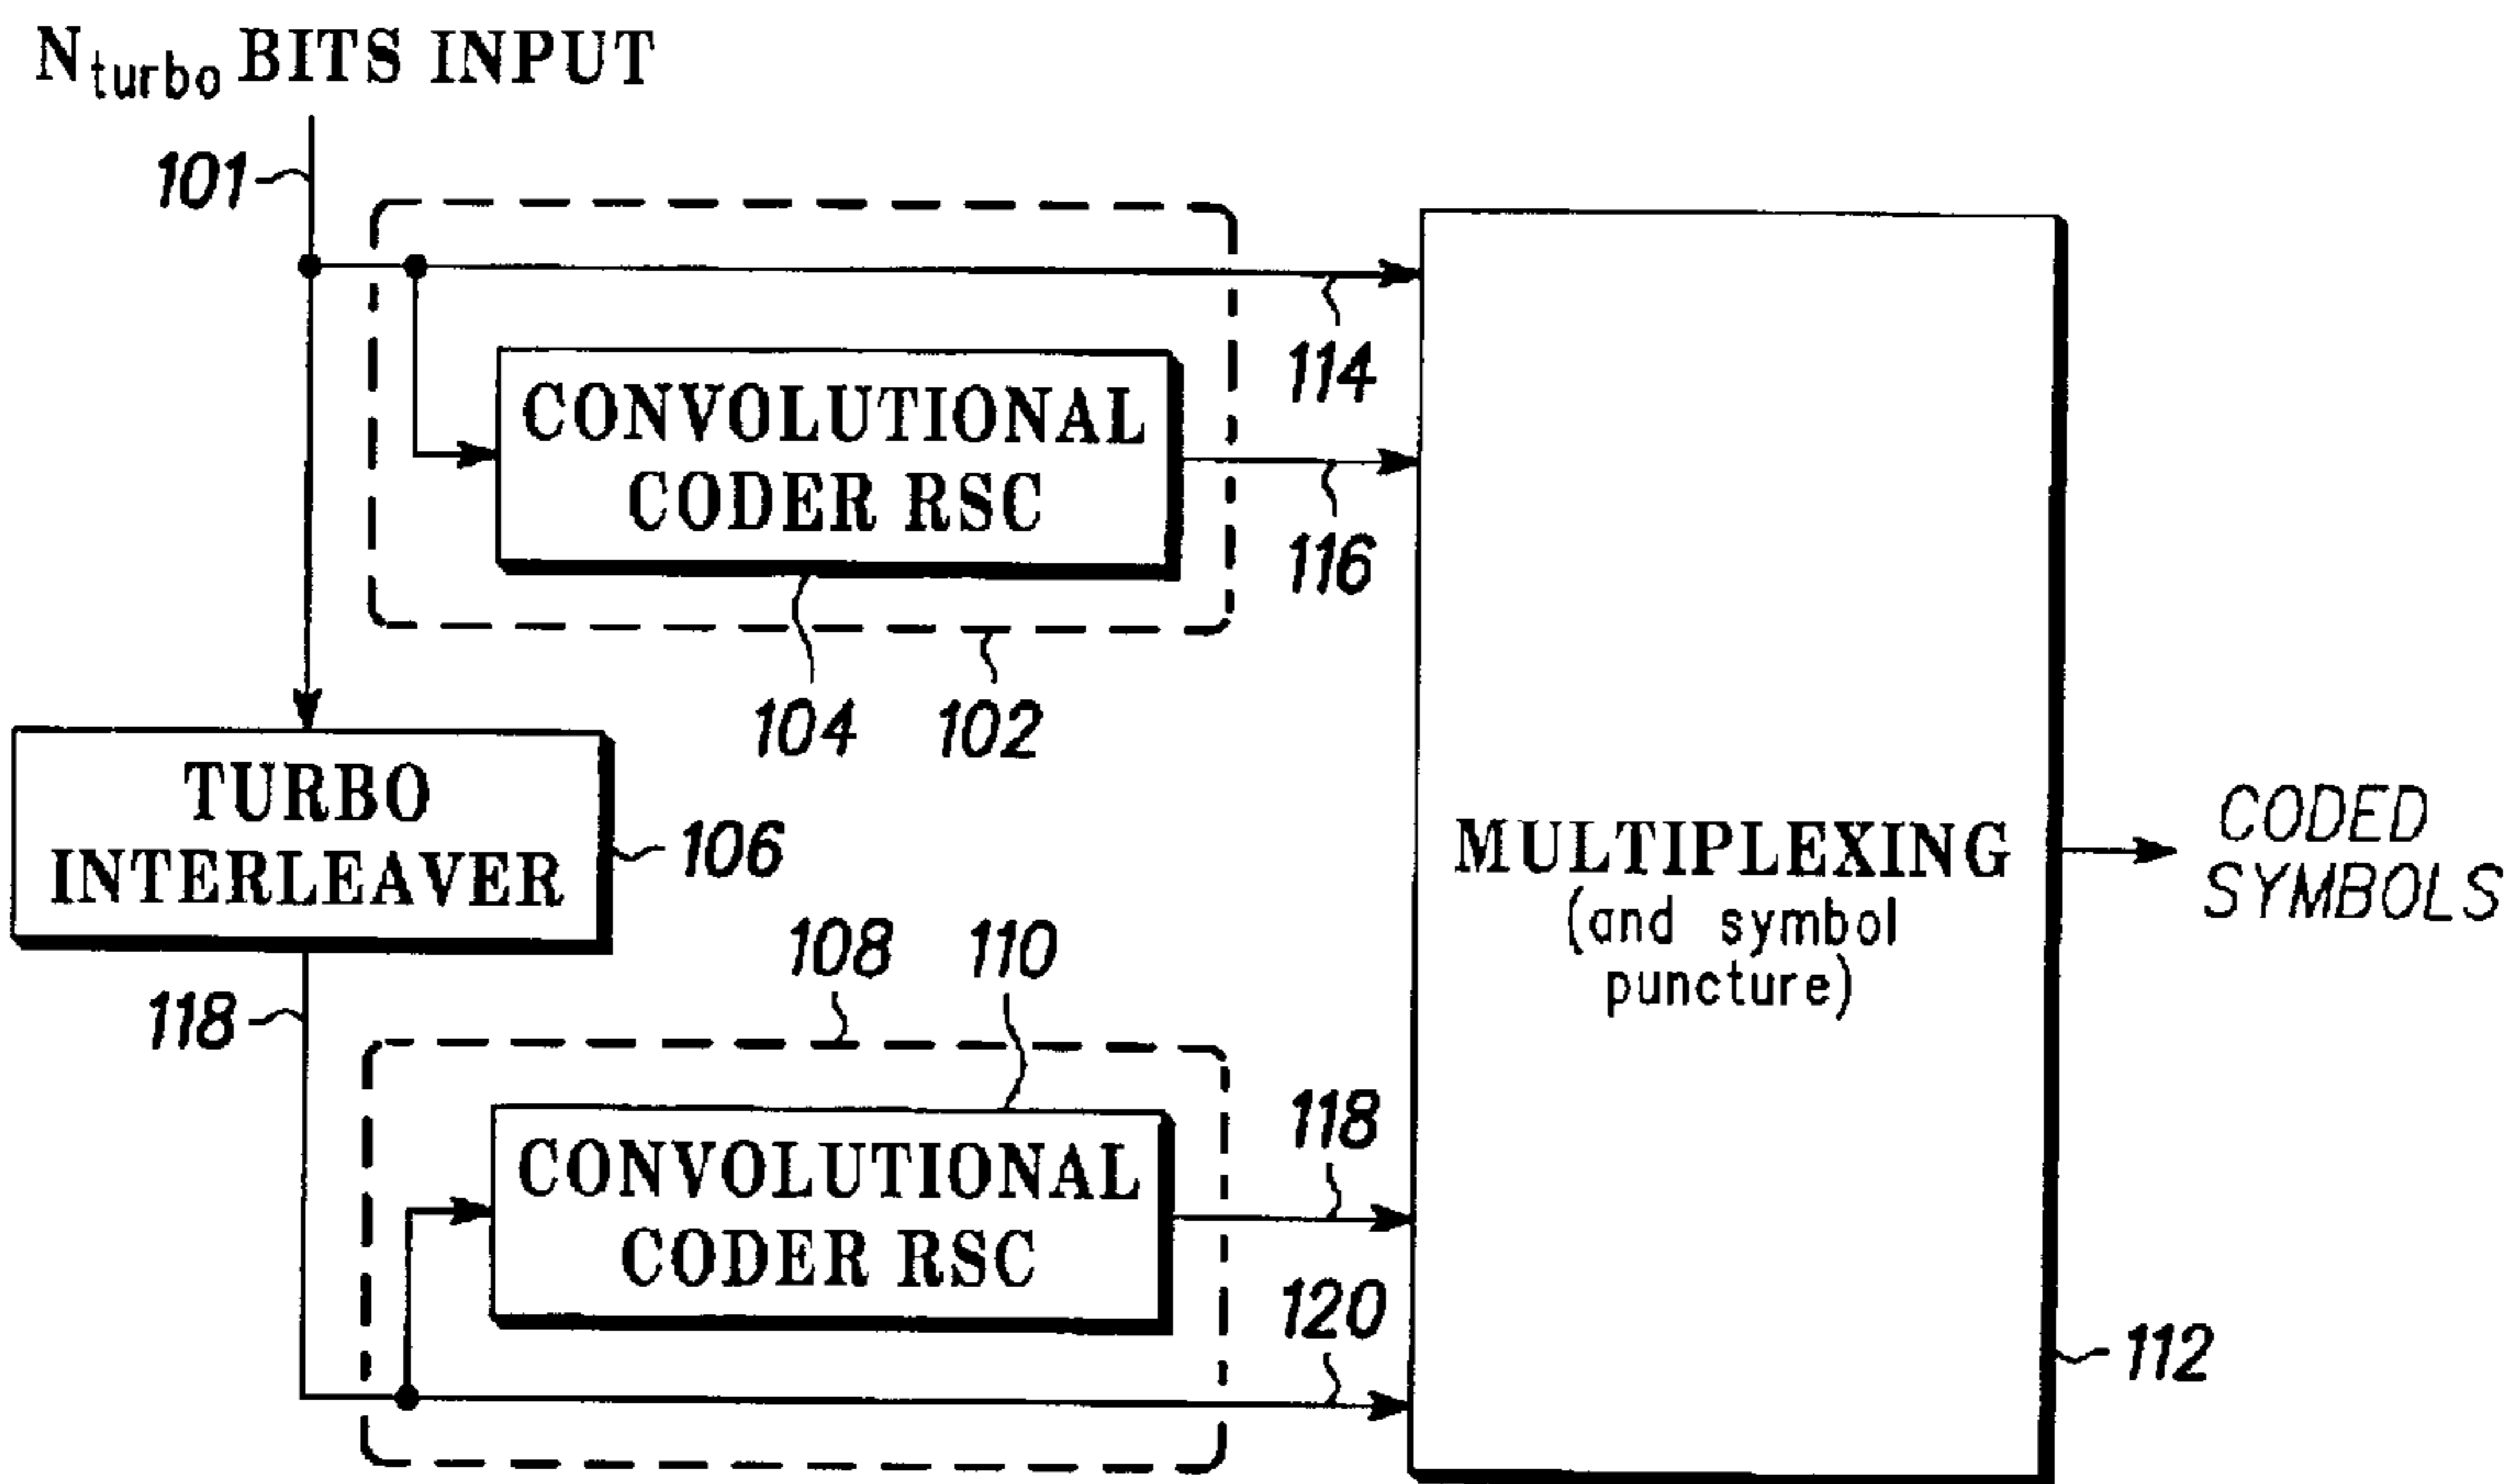 Nturbo BITS INPUT
101
114
CONVOLUTIONAL
CODER RSC
116
104
102
TURBO
INTERLEAVER
106
MULTIPLEXING
(and symbol
puncture)
CODED
SYMBOLS
108
110
118
118
CONVOLUTIONAL
CODER RSC
120
112